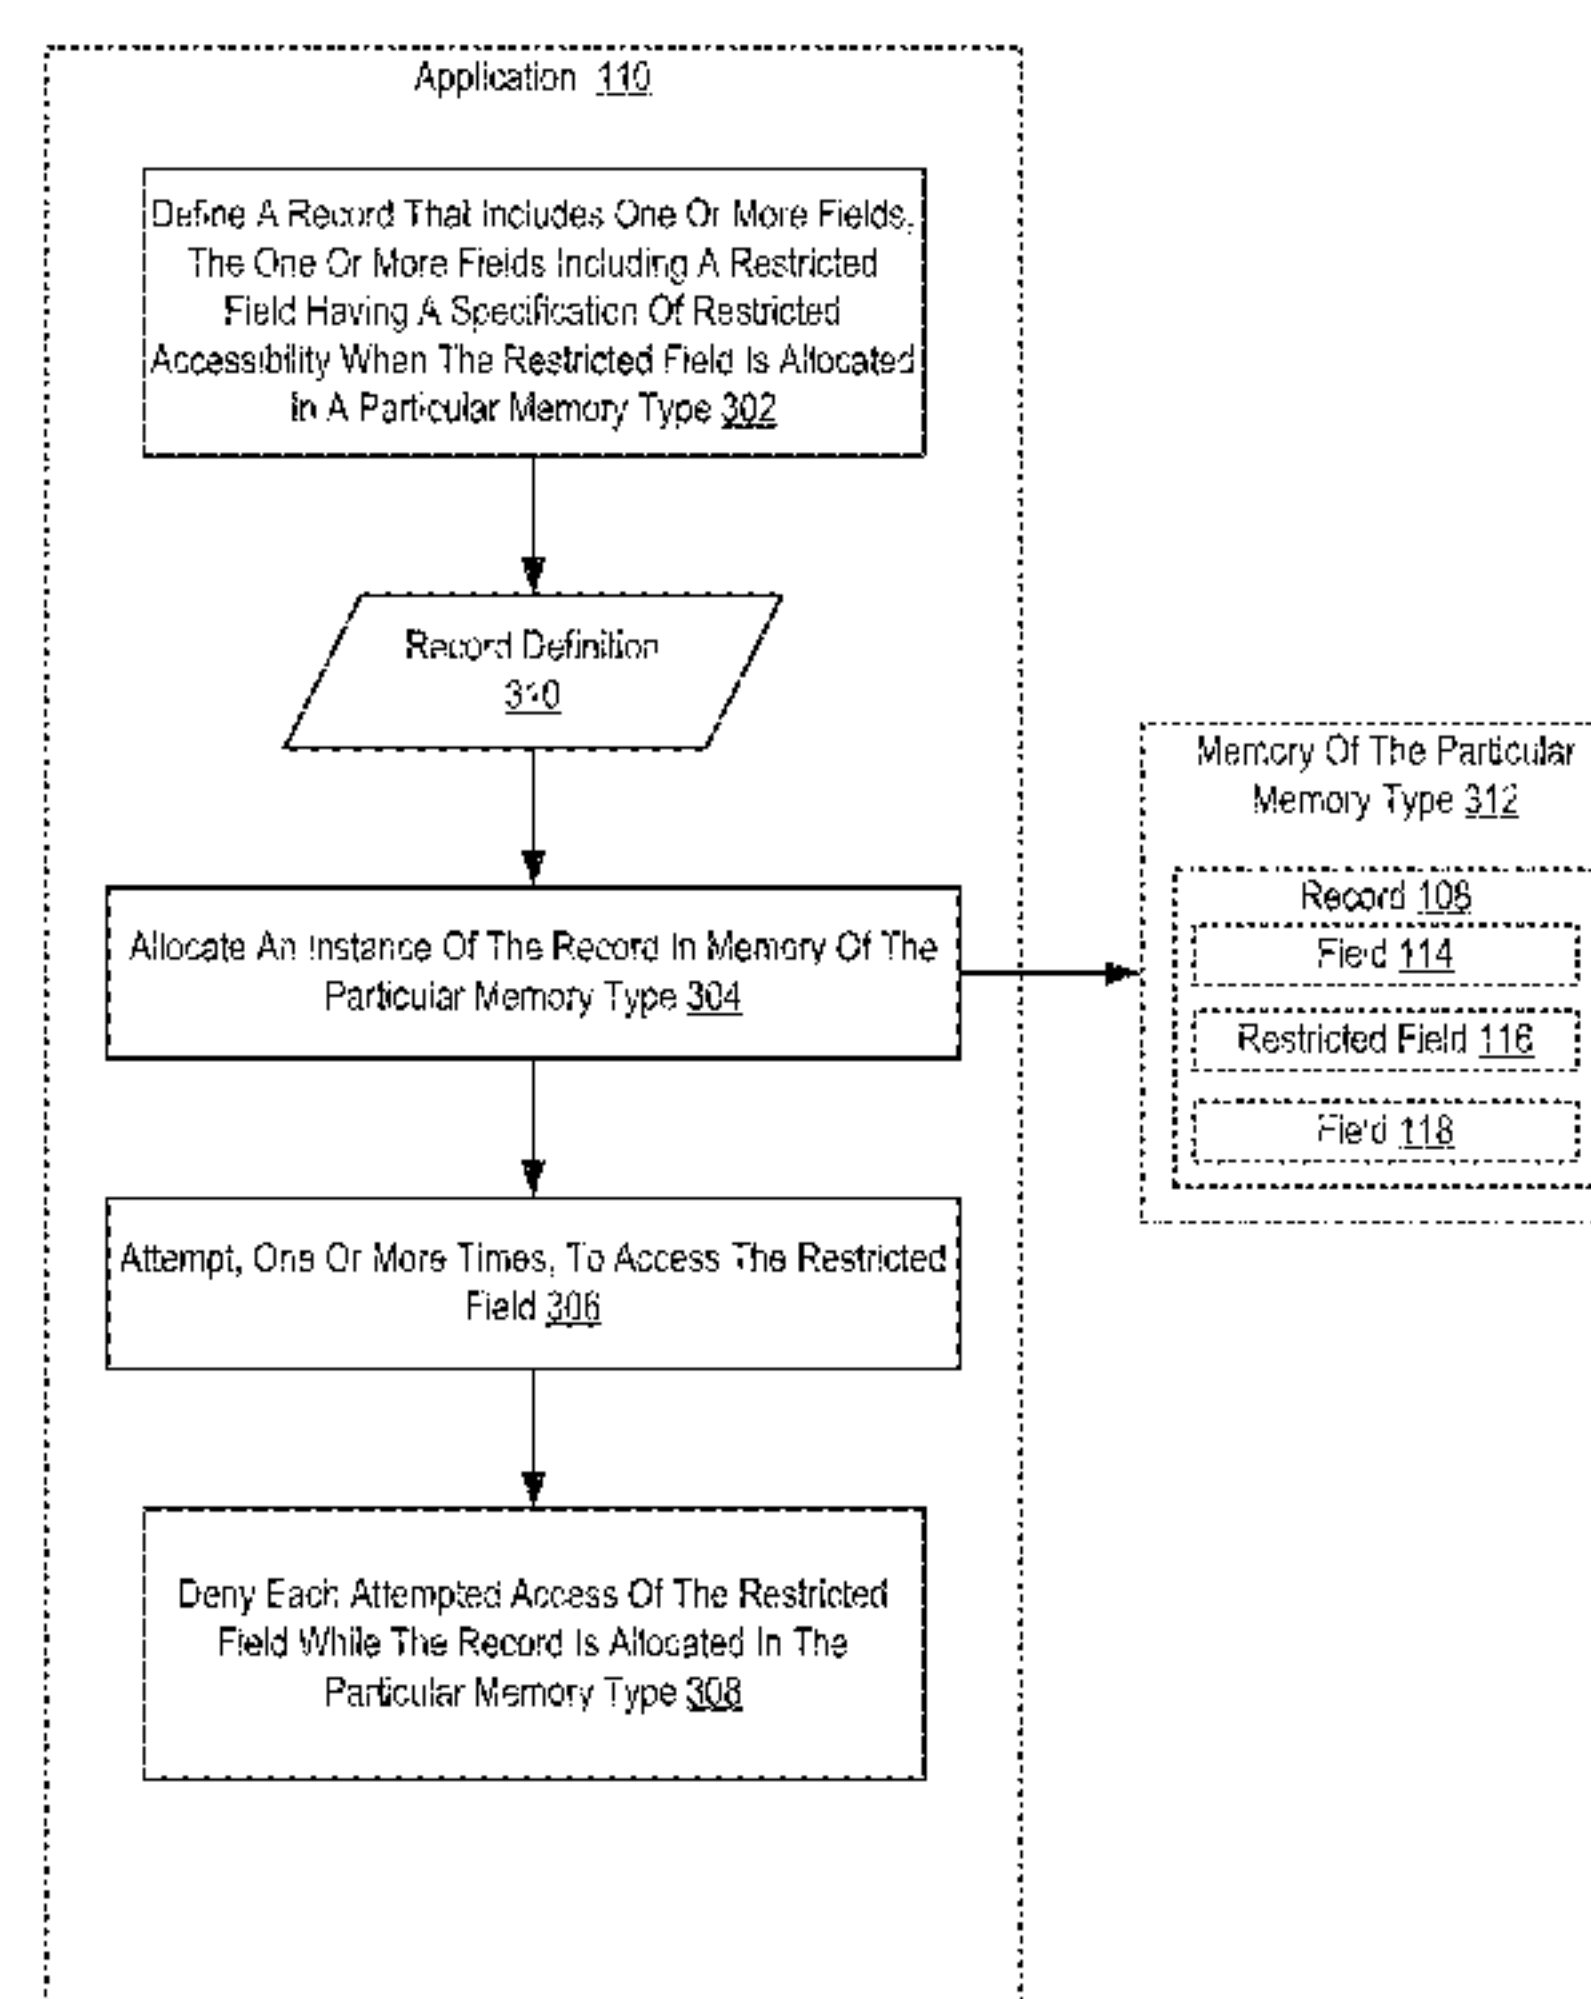 Application 110
Define A Record That Includes One Or More Fields,
The One Or More Fields Including A Restricted
Field Having A Specification Of Restricted
Accessibility When The Restricted Field Is Allocated
In A Particular Memory Type 302
Record Definition
310
Allocate An Instance Of The Record In Memory Of The
Particular Memory Type 304
Memory Of The Particular
Memory Type 312
Record 108
Field 114
Restricted Field 116
Field 118
Attempt, One Or More Times, To Access The Restricted
Field 306
Deny Each Attempted Access Of The Restricted
Field While The Record Is Allocated In The
Particular Memory Type 308